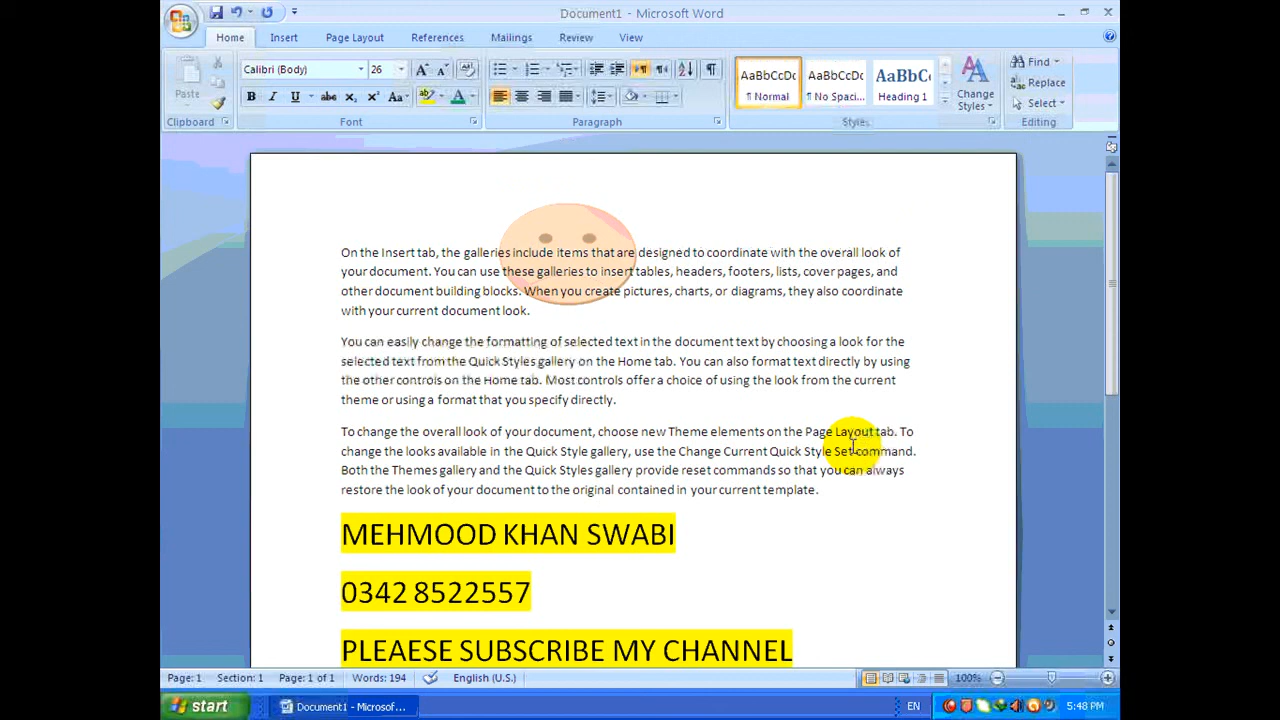 Document1 - Microsoft Word
Home Insert Page Layout References Mailings Review View
Calibri (Body) 26
Paste
AaBbCcDc AaBbCcDc AaBbC
¶ Normal ¶ No Spaci... Heading 1
Change Styles
Find
Replace
Select
Clipboard Font Paragraph Styles Editing
On the Insert tab, the galleries include items that are designed to coordinate with the overall look of
your document. You can use these galleries to insert tables, headers, footers, lists, cover pages, and
other document building blocks. When you create pictures, charts, or diagrams, they also coordinate
with your current document look.
You can easily change the formatting of selected text in the document text by choosing a look for the
selected text from the Quick Styles gallery on the Home tab. You can also format text directly by using
the other controls on the Home tab. Most controls offer a choice of using the look from the current
theme or using a format that you specify directly.
To change the overall look of your document, choose new Theme elements on the Page Layout tab. To
change the looks available in the Quick Style gallery, use the Change Current Quick Style Set command.
Both the Themes gallery and the Quick Styles gallery provide reset commands so that you can always
restore the look of your document to the original contained in your current template.
MEHMOOD KHAN SWABI
0342 8522557
PLEAESE SUBSCRIBE MY CHANNEL
Page: 1 Section: 1 Page: 1 of 1 Words: 194 English (U.S.) 100%
start Document1 - Microsof... EN 5:48 PM